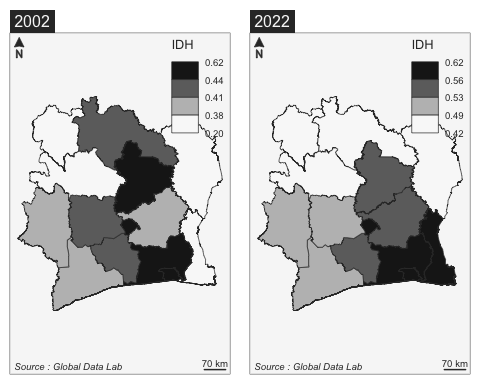 2002
N
IDH
0.62
0.44
0.41
0.38
0.20
Source : Global Data Lab
70 km
2022
N
IDH
0.62
0.56
0.53
0.49
0.42
Source : Global Data Lab
70 km